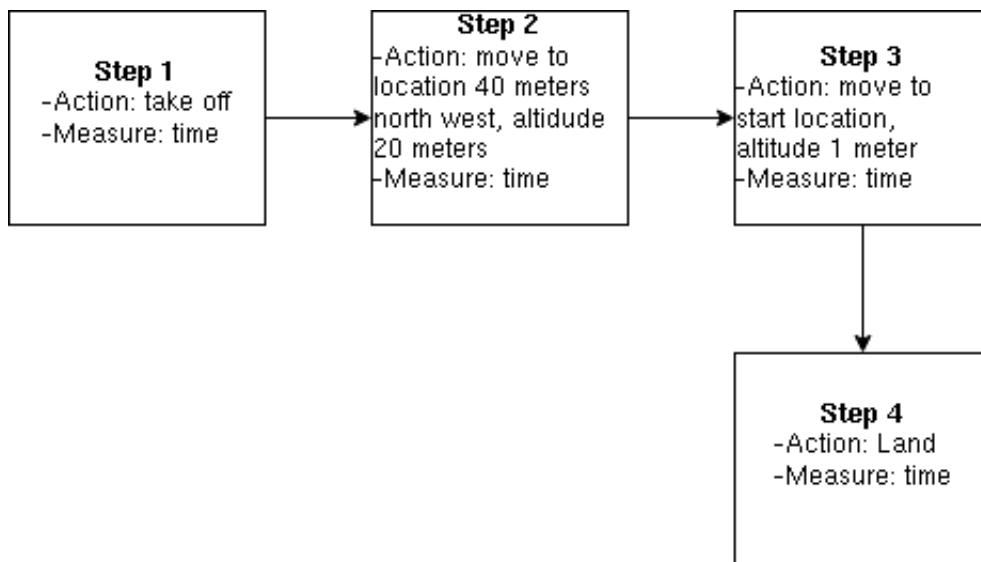 Step 1
-Action: take off
-Measure: time
Step 2
-Action: move to
location 40 meters
north west, altidude
20 meters
-Measure: time
Step 3
-Action: move to
start location,
altitude 1 meter
-Measure: time
Step 4
-Action: Land
-Measure: time